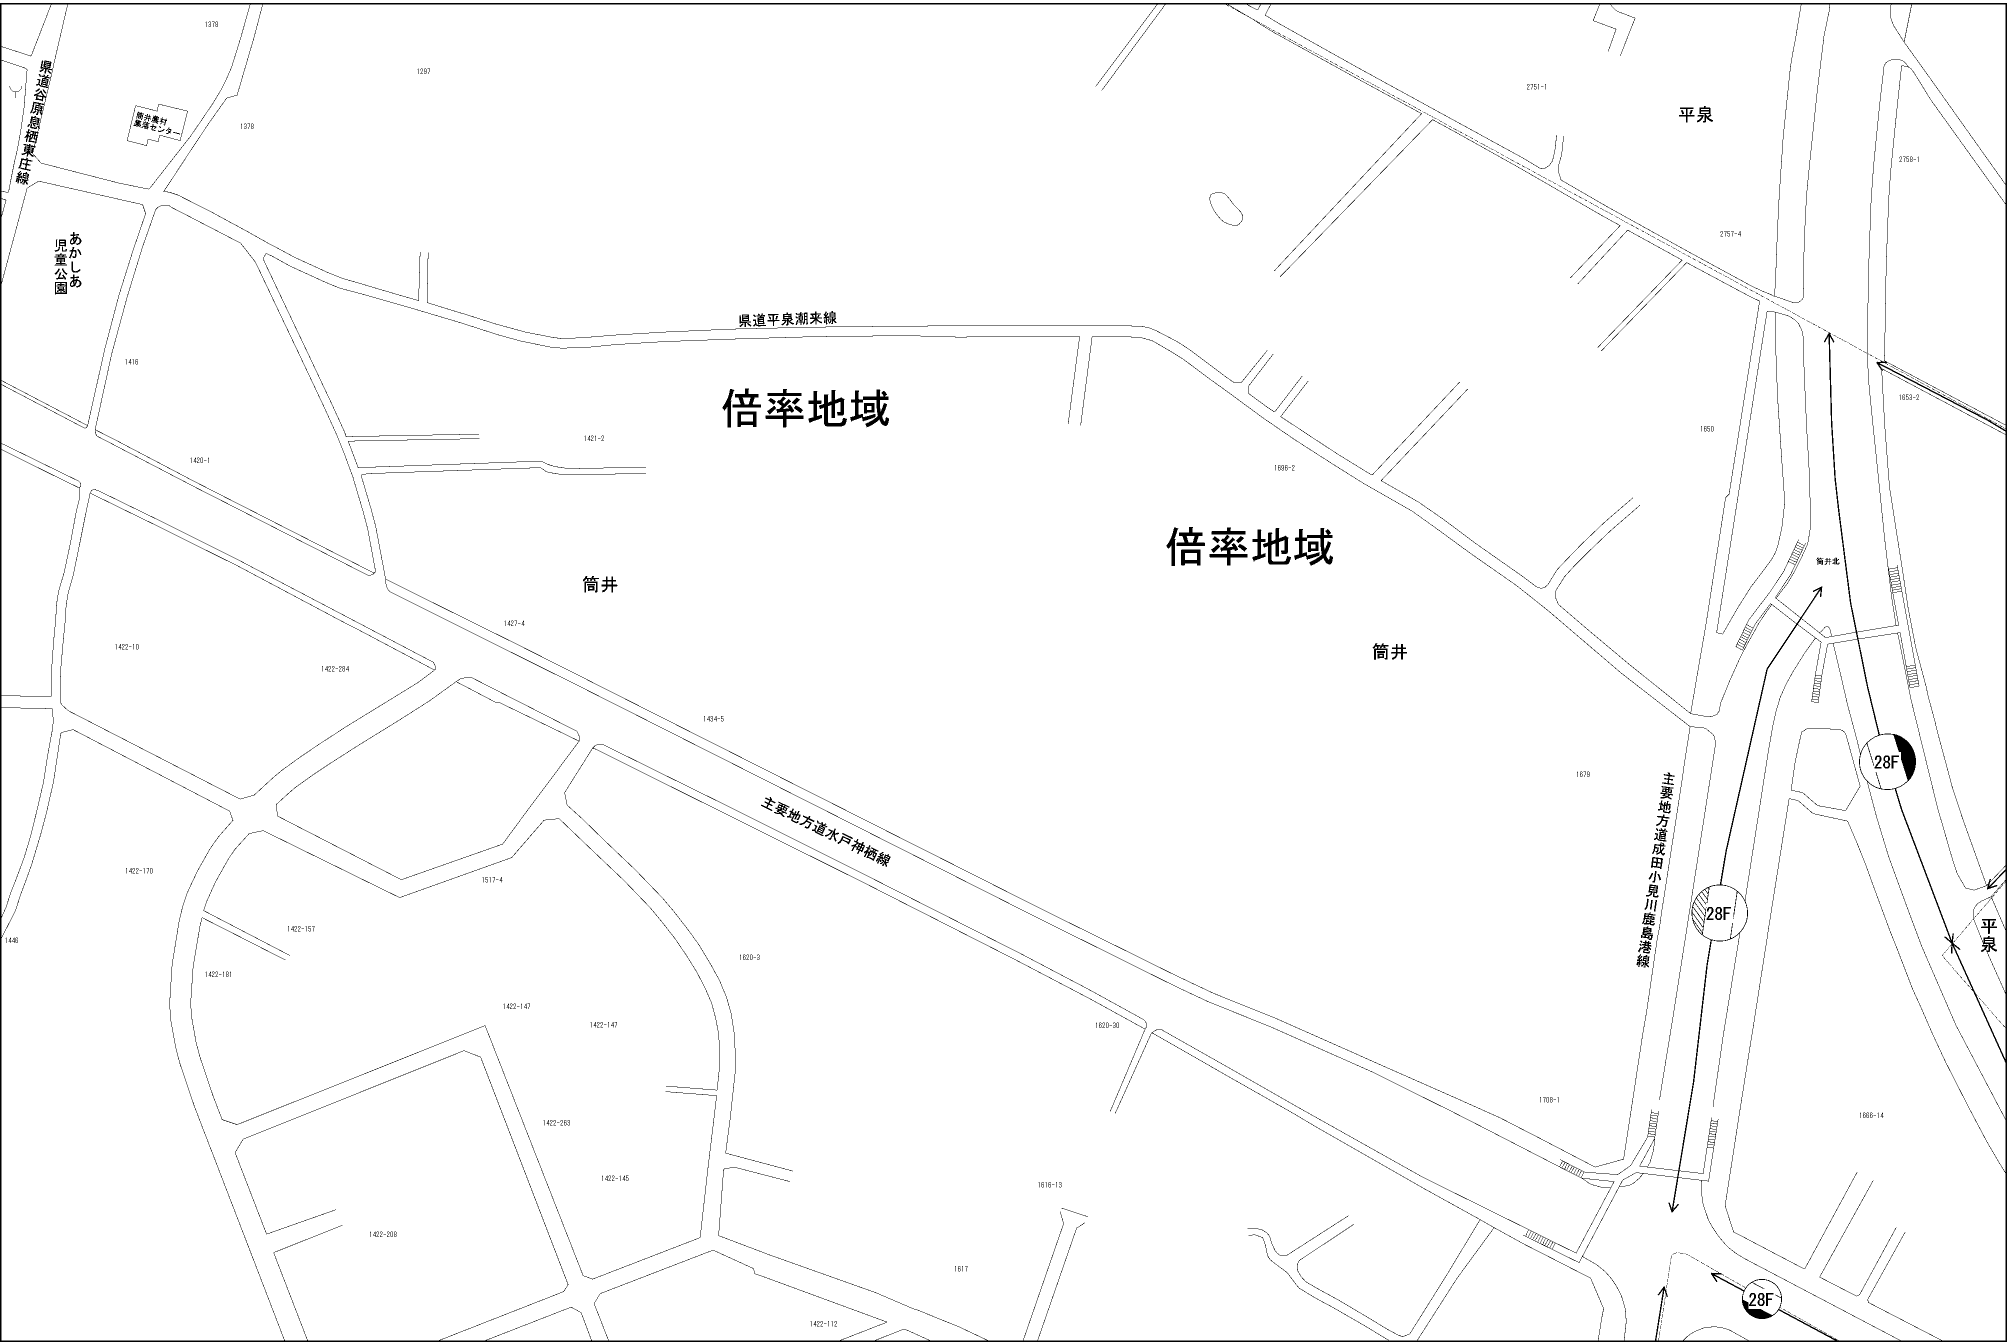 1378
1297
2751-1
県道谷原息栖東庄線
筒井農村
集落センター
1378
平泉
2758-1
あかしあ
児童公園
2757-4
県道平泉潮来線
1416
倍率地域
1653-2
1650
1421-2
1420-1
1696-2
倍率地域
筒井北
筒井
1427-4
1422-10
筒井
1422-284
1434-5
28F
1679
主要地方道水戸神栖線
主要地方道成田小見川鹿島港線
1422-170
1517-4
28F
1422-157
平泉
1446
1620-3
1422-181
1422-147
1422-147
1620-30
1708-1
1666-14
1422-263
1422-145
1616-13
1422-208
1617
28F
1422-112